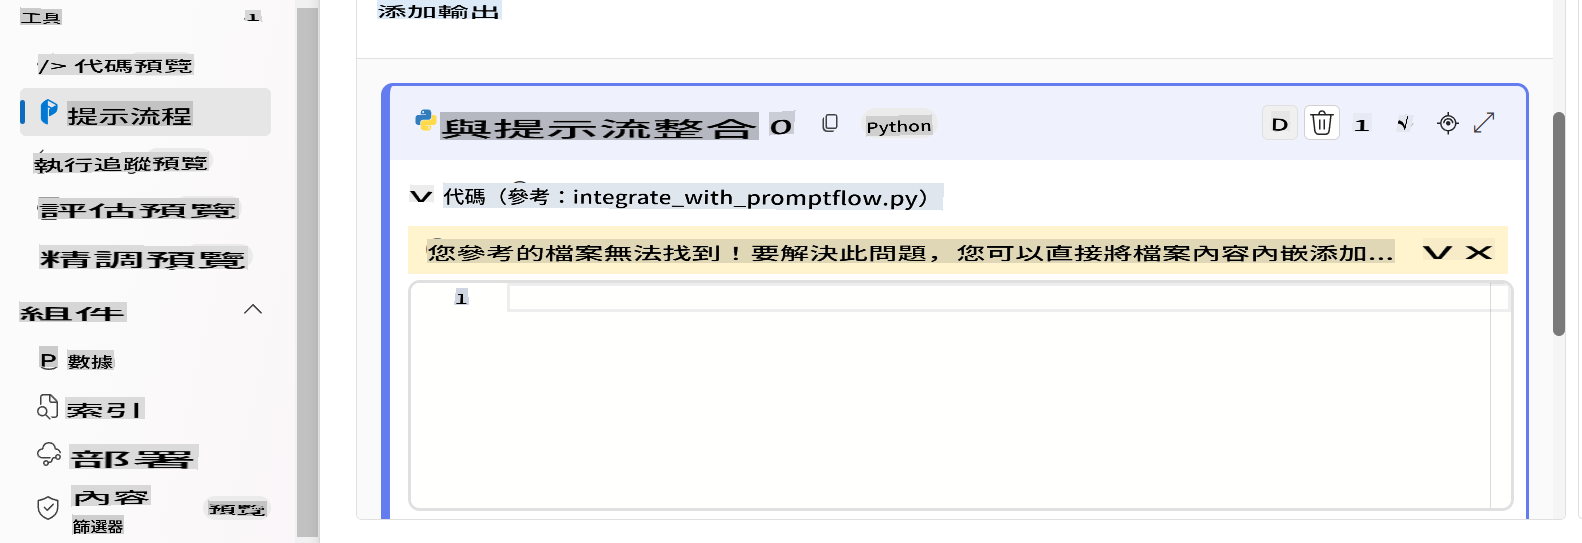 工具 1
</> 代碼預覽
提示流程
執行追蹤預覽
評估預覽
精調預覽
組件
P 數據
索引
部署
內容
篩選器
預覽
添加輸出
與提示流整合 0 Python D 1
代碼（參考：integrate_with_promptflow.py）
您參考的檔案無法找到！要解決此問題，您可以直接將檔案內容內嵌添加...
1